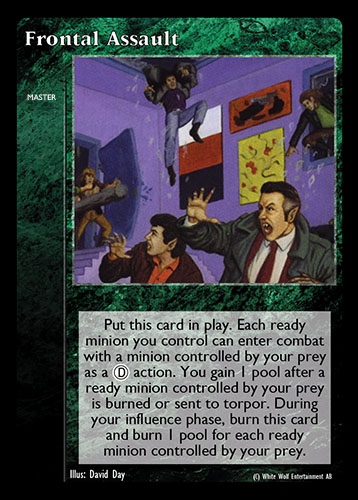 Frontal Assault
MASTER
Put this card in play. Each ready
minion you control can enter combat
with a minion controlled by your prey
as a Ⓓ action. You gain 1 pool after a
ready minion controlled by your prey
is burned or sent to torpor. During
your influence phase, burn this card
and burn 1 pool for each ready
minion controlled by your prey.
Illus: David Day
(C) White Wolf Entertainment AB